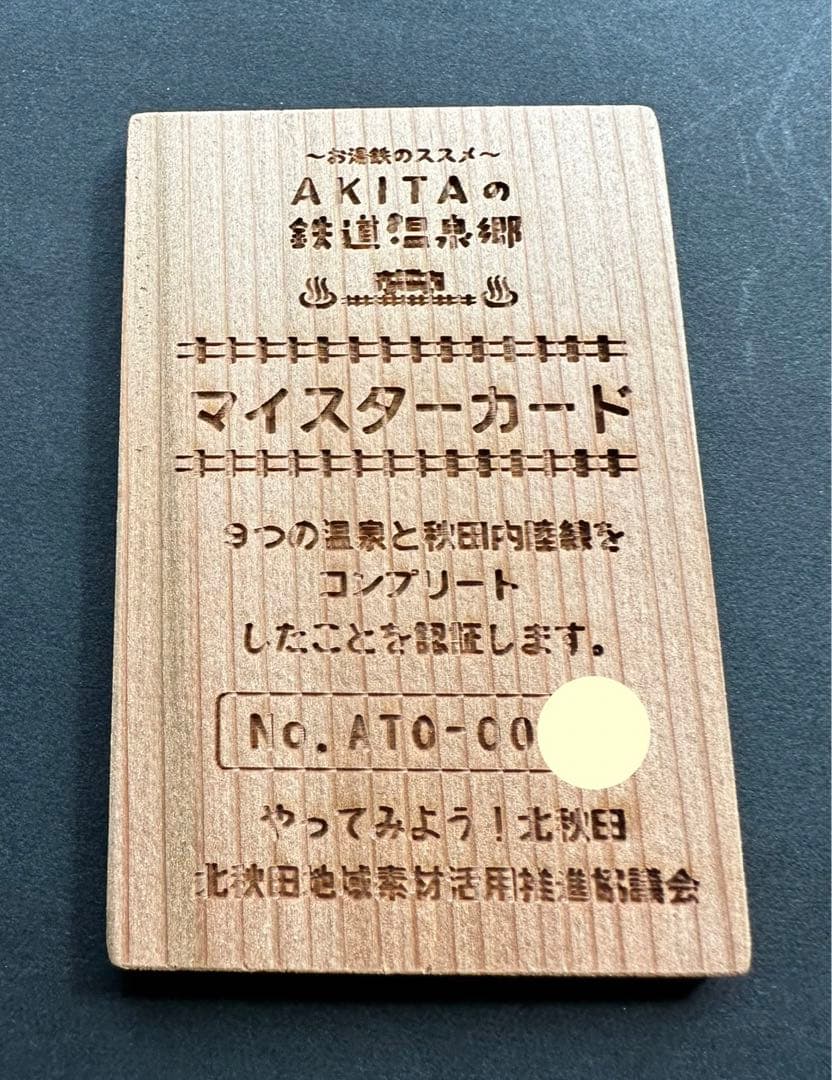 ～お湯鉄のススメ～
AKITAの
鉄道温泉郷
マイスターカード
9つの温泉と秋田内陸線を
コンプリート
したことを認証します。
No.ATO-00
やってみよう！北秋田
北秋田地域素材活用推進協議会